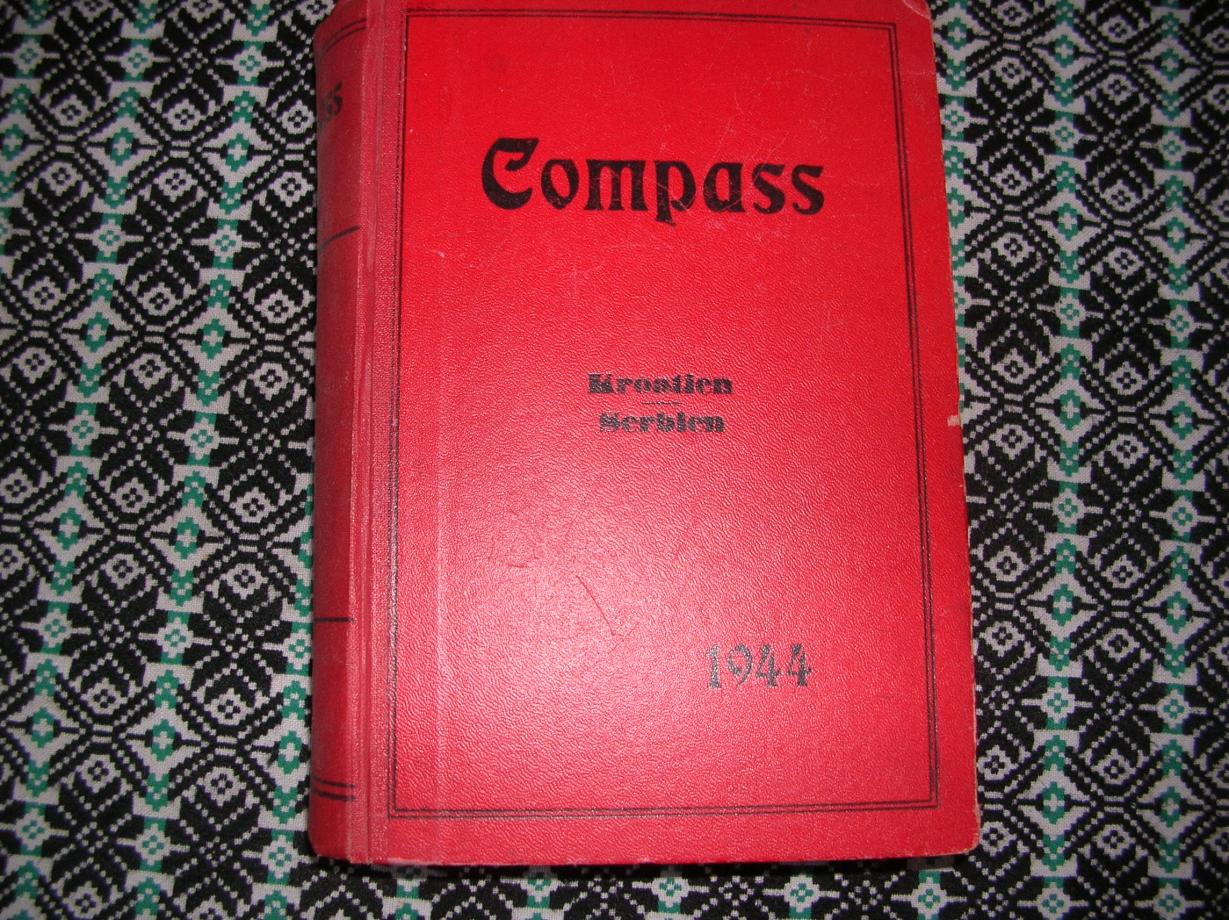 Compass
Kroatien
Serbien
1944